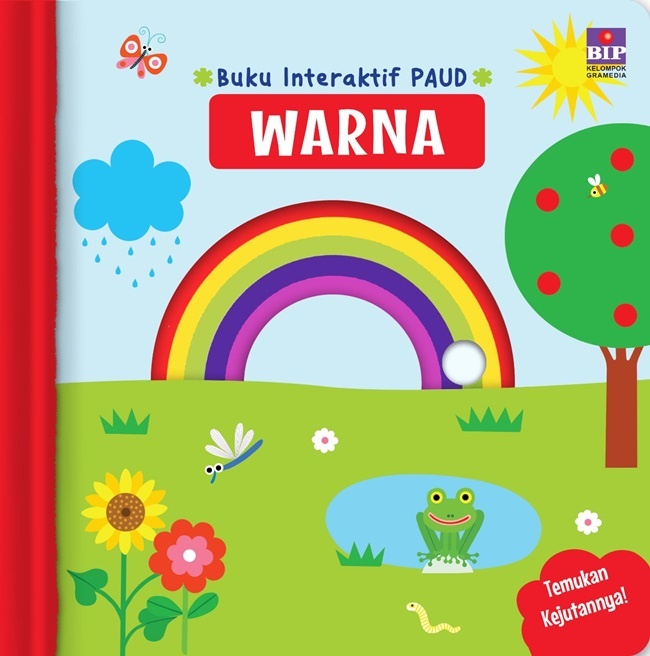 Buku Interaktif PAUD
WARNA
BIP
KELOMPOK
GRAMEDIA
Temukan
Kejutannya!